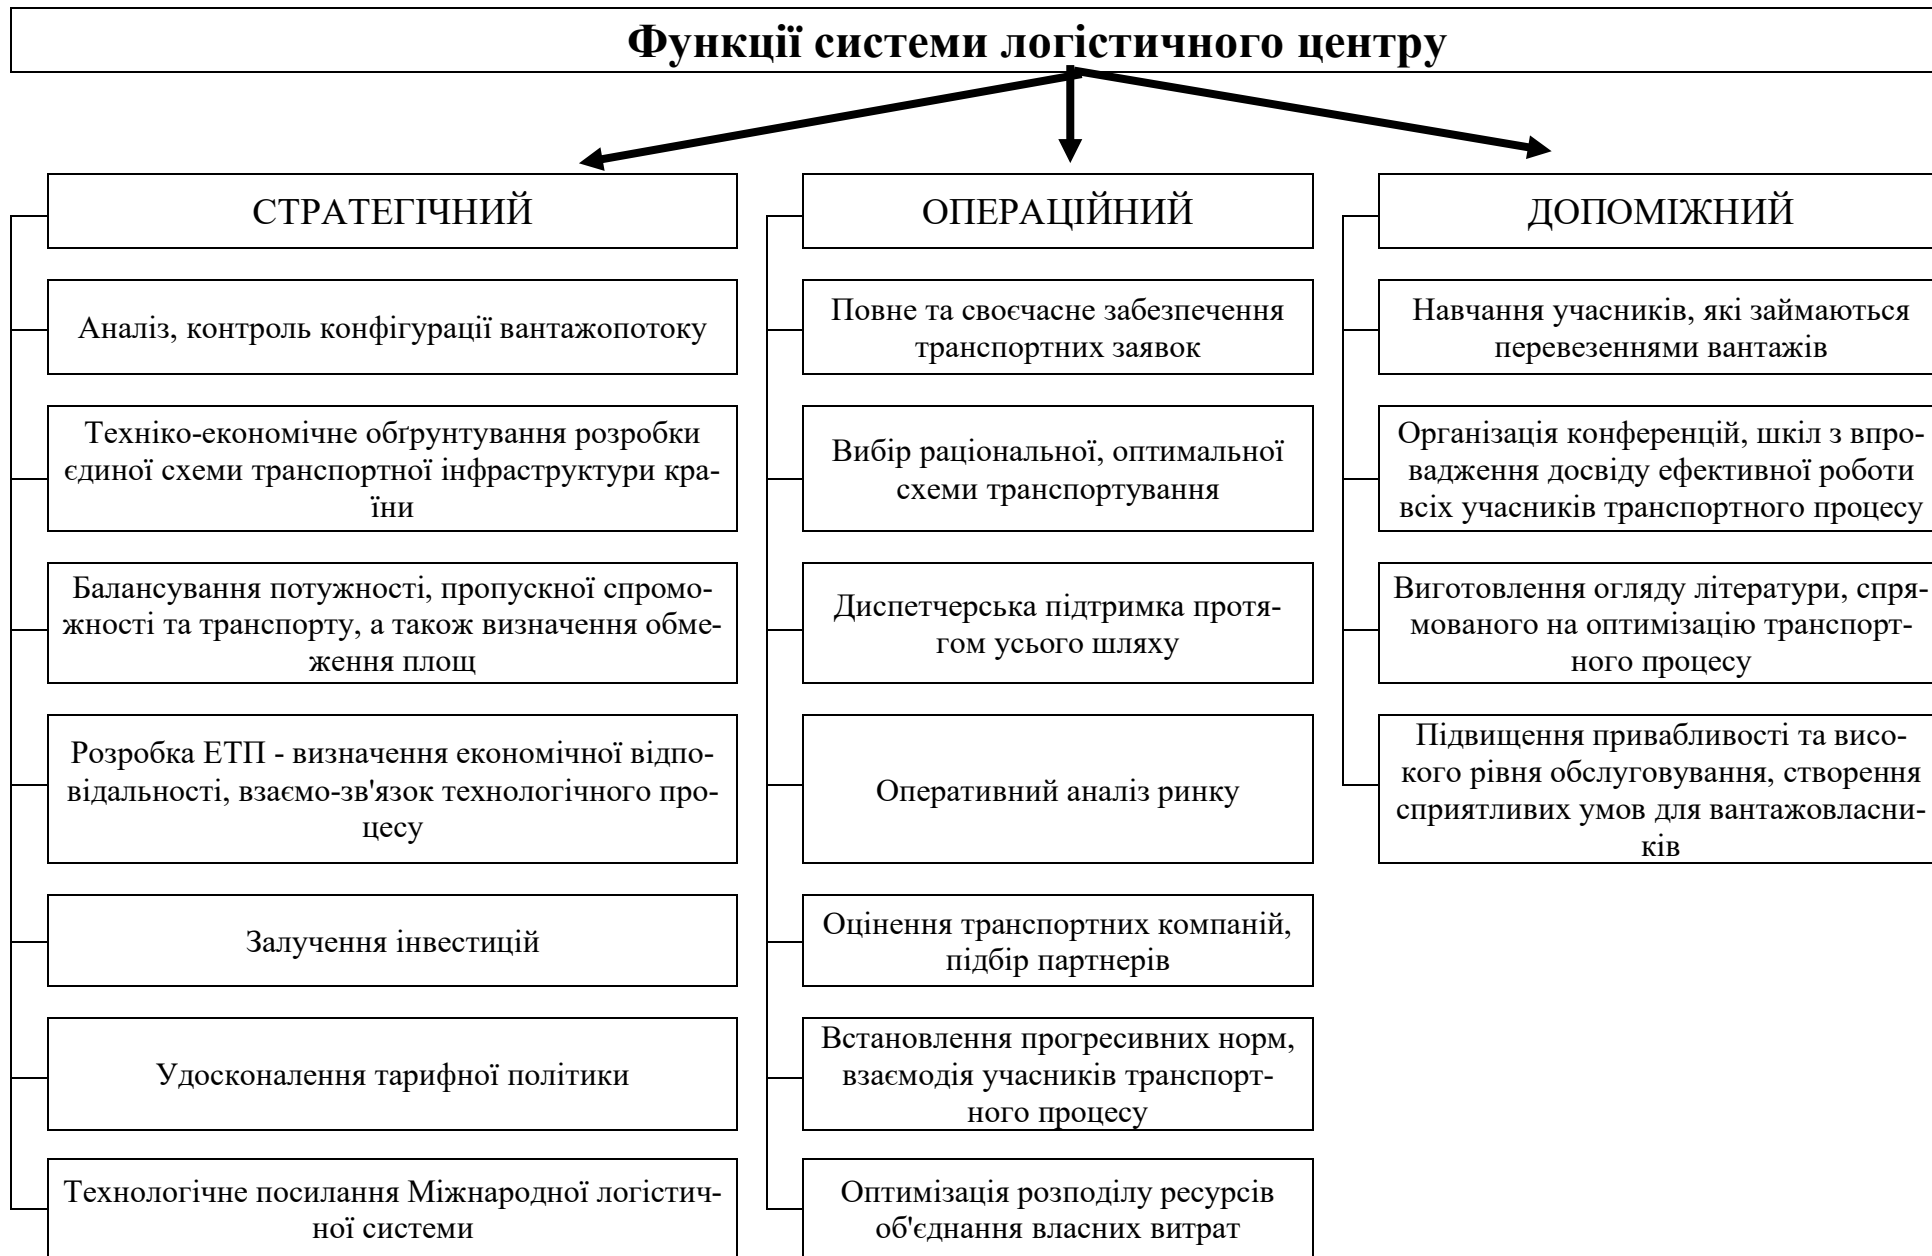 Функції системи логістичного центру
СТРАТЕГІЧНИЙ
Аналіз, контроль конфігурації вантажопотоку
Техніко-економічне обґрунтування розробки
єдиної схеми транспортної інфраструктури кра-
їни
Балансування потужності, пропускної спромо-
жності та транспорту, а також визначення обме-
ження площ
Розробка ЕТП - визначення економічної відпо-
відальності, взаємо-зв'язок технологічного про-
цесу
Залучення інвестицій
Удосконалення тарифної політики
Технологічне посилання Міжнародної логістич-
ної системи
ОПЕРАЦІЙНИЙ
Повне та своєчасне забезпечення
транспортних заявок
Вибір раціональної, оптимальної
схеми транспортування
Диспетчерська підтримка протя-
гом усього шляху
Оперативний аналіз ринку
Оцінення транспортних компаній,
підбір партнерів
Встановлення прогресивних норм,
взаємодія учасників транспорт-
ного процесу
Оптимізація розподілу ресурсів
об'єднання власних витрат
ДОПОМІЖНИЙ
Навчання учасників, які займаються
перевезеннями вантажів
Організація конференцій, шкіл з впро-
вадження досвіду ефективної роботи
всіх учасників транспортного процесу
Виготовлення огляду літератури, спря-
мованого на оптимізацію транспорт-
ного процесу
Підвищення привабливості та висо-
кого рівня обслуговування, створення
сприятливих умов для вантажовласни-
ків